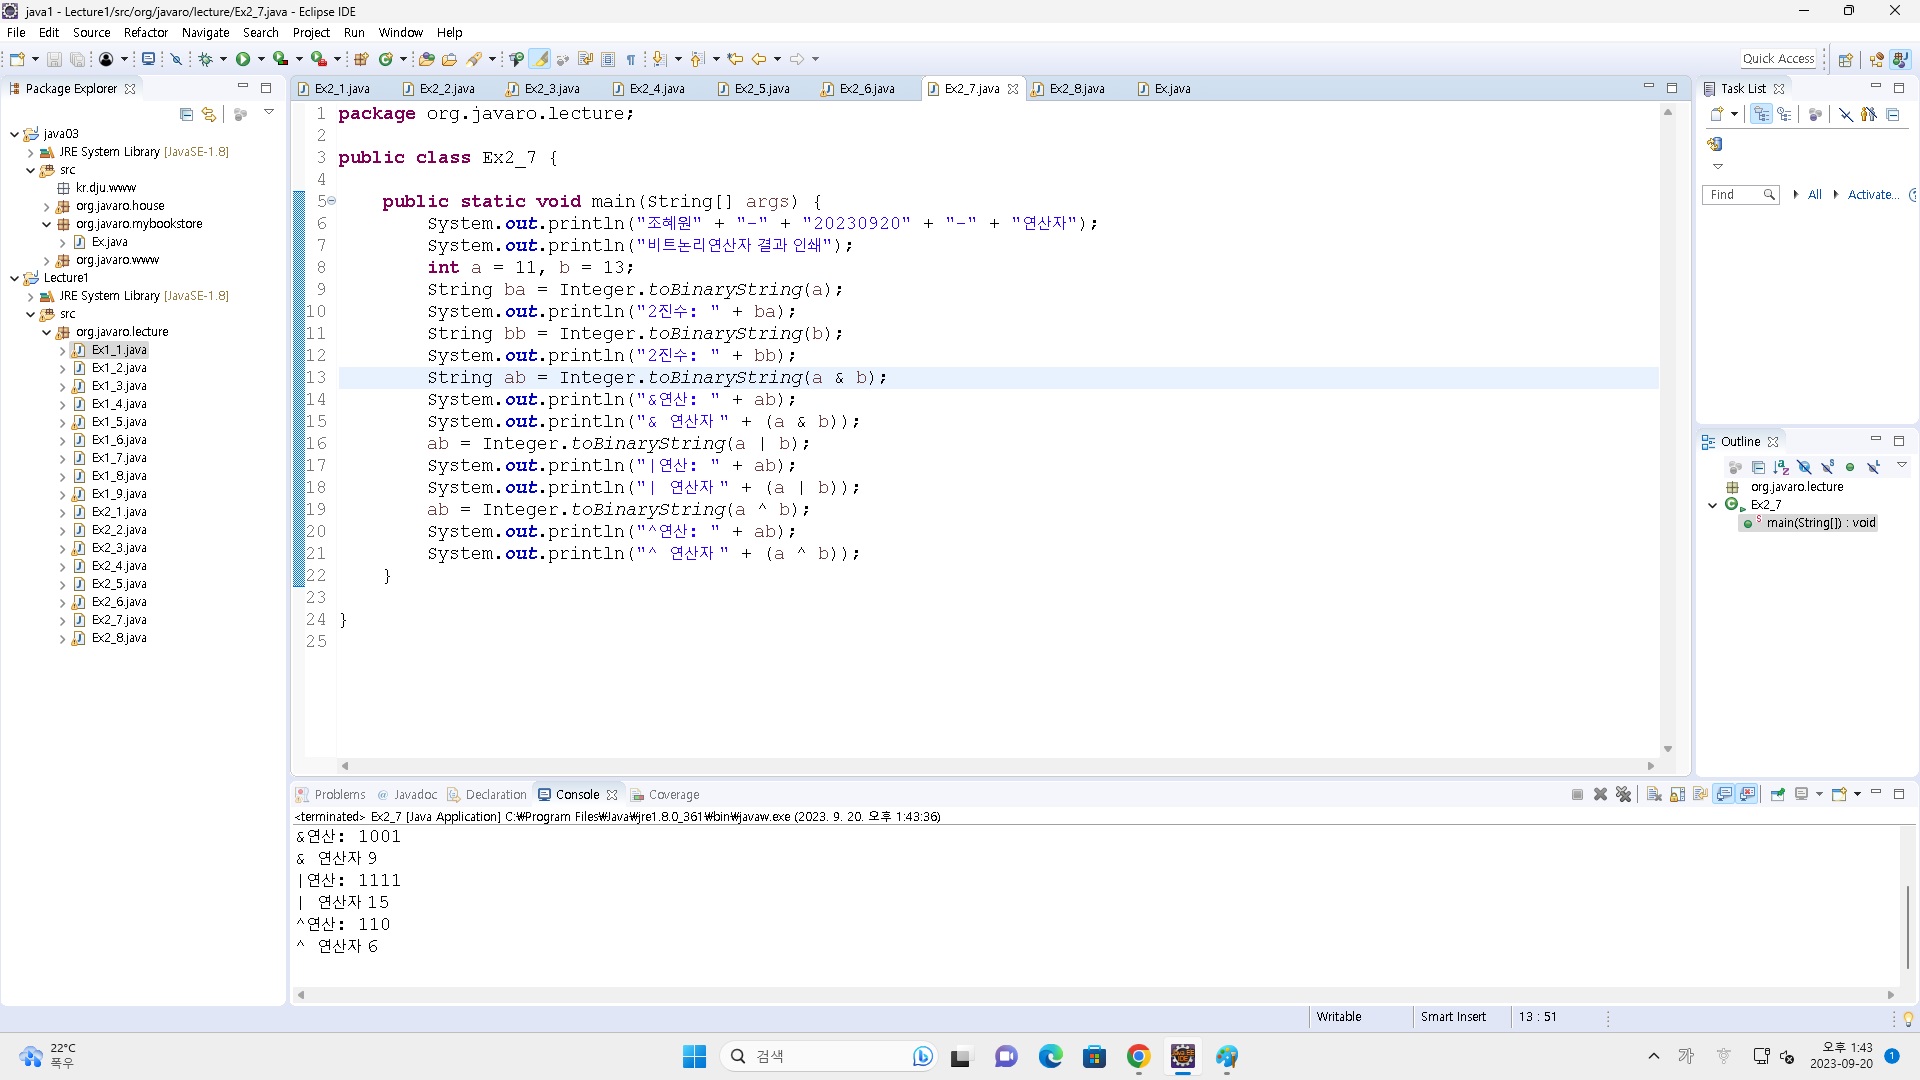 java1 - Lecture1/src/org/javaro/lecture/Ex2_7.java - Eclipse IDE
File Edit Source Refactor Navigate Search Project Run Window Help
Quick Access
Package Explorer
java03
JRE System Library [JavaSE-1.8]
src
kr.dju.www
org.javaro.house
org.javaro.mybookstore
Ex.java
org.javaro.www
Lecture1
JRE System Library [JavaSE-1.8]
src
org.javaro.lecture
Ex1_1.java
Ex1_2.java
Ex1_3.java
Ex1_4.java
Ex1_5.java
Ex1_6.java
Ex1_7.java
Ex1_8.java
Ex1_9.java
Ex2_1.java
Ex2_2.java
Ex2_3.java
Ex2_4.java
Ex2_5.java
Ex2_6.java
Ex2_7.java
Ex2_8.java
Ex2_1.java Ex2_2.java Ex2_3.java Ex2_4.java Ex2_5.java Ex2_6.java Ex2_7.java Ex2_8.java Ex.java
1 package org.javaro.lecture;
2
3 public class Ex2_7 {
4
5 public static void main(String[] args) {
6 System.out.println("조혜원" + "-" + "20230920" + "-" + "연산자");
7 System.out.println("비트논리연산자 결과 인쇄");
8 int a = 11, b = 13;
9 String ba = Integer.toBinaryString(a);
10 System.out.println("2진수: " + ba);
11 String bb = Integer.toBinaryString(b);
12 System.out.println("2진수: " + bb);
13 String ab = Integer.toBinaryString(a & b);
14 System.out.println("&연산: " + ab);
15 System.out.println("& 연산자 " + (a & b));
16 ab = Integer.toBinaryString(a | b);
17 System.out.println("|연산: " + ab);
18 System.out.println("| 연산자 " + (a | b));
19 ab = Integer.toBinaryString(a ^ b);
20 System.out.println("^연산: " + ab);
21 System.out.println("^ 연산자 " + (a ^ b));
22 }
23
24 }
25
Task List
Find All Activate...
Outline
org.javaro.lecture
Ex2_7
main(String[]) : void
Problems @ Javadoc Declaration Console Coverage
<terminated> Ex2_7 [Java Application] C:₩Program Files₩Java₩jre1.8.0_361₩bin₩javaw.exe (2023. 9. 20. 오후 1:43:36)
&연산: 1001
& 연산자 9
|연산: 1111
| 연산자 15
^연산: 110
^ 연산자 6
Writable Smart Insert 13 : 51
22°C
폭우
검색
가
오후 1:43
2023-09-20
1